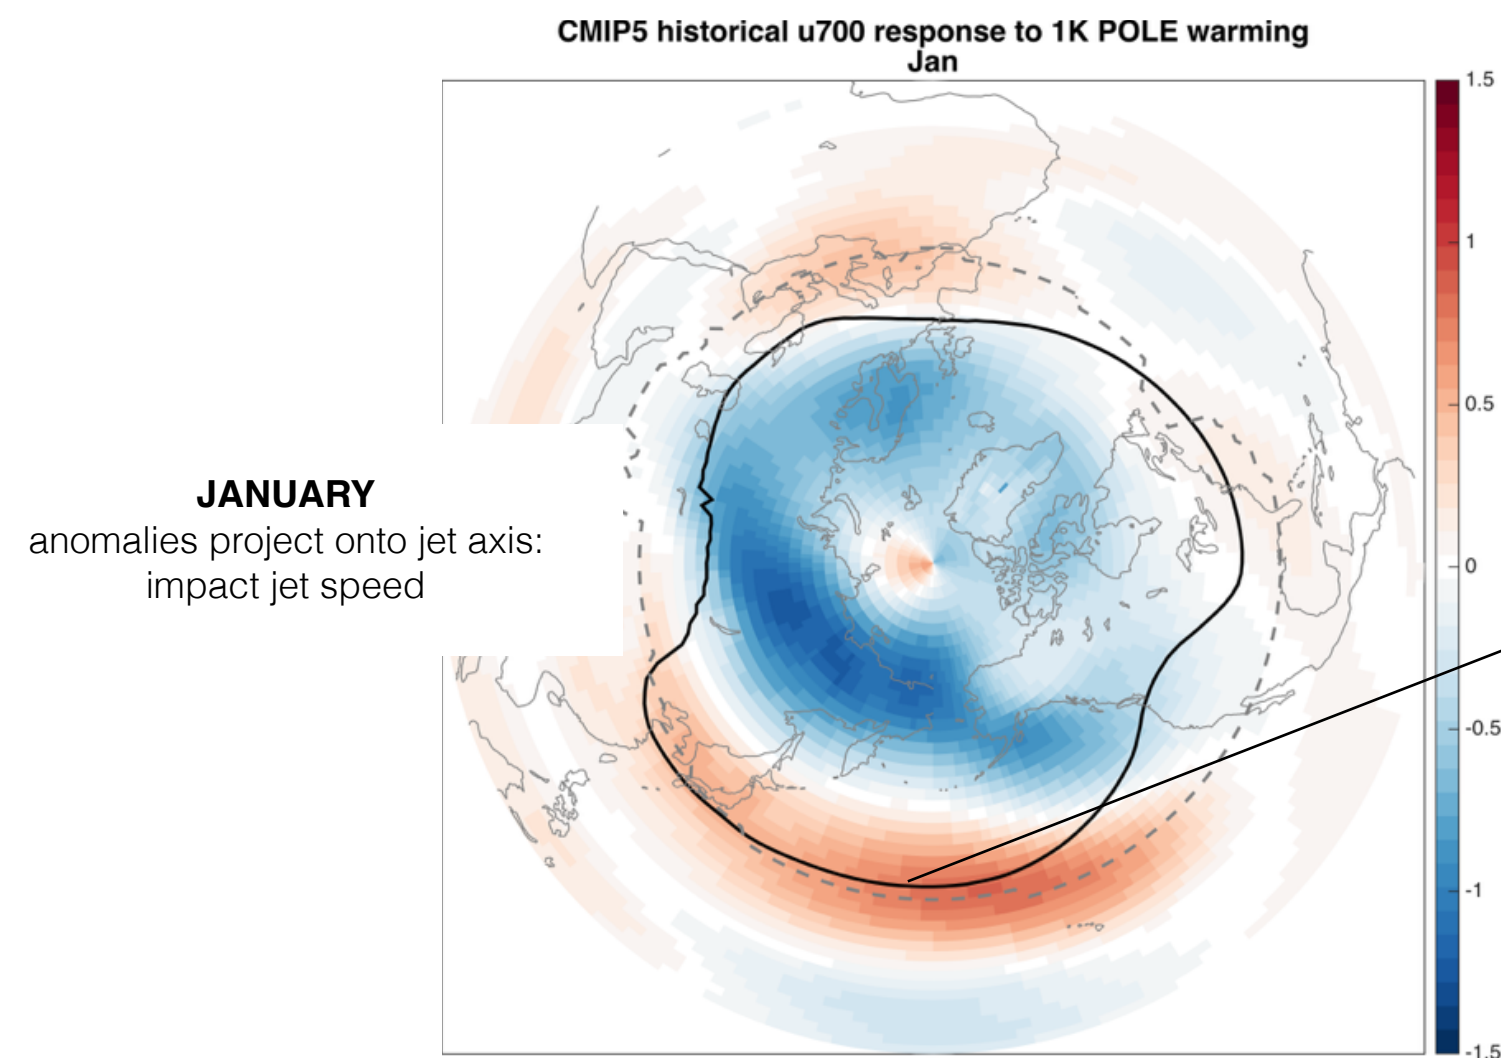 CMIP5 historical u700 response to 1K POLE warming
Jan
JANUARY
anomalies project onto jet axis:
impact jet speed
1.5
1
0.5
0
-0.5
-1
-1.5